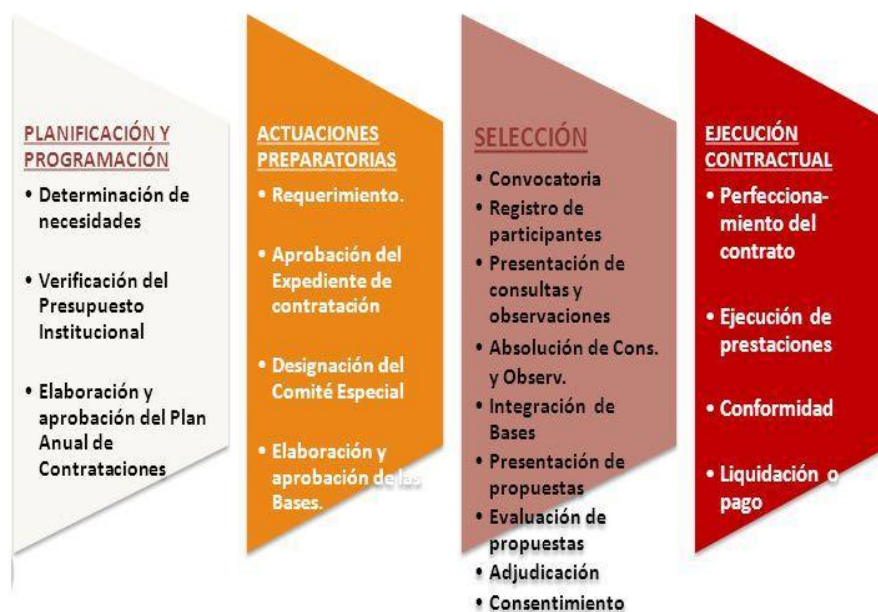 PLANIFICACIÓN Y
PROGRAMACIÓN
• Determinación de
necesidades
• Verificación del
Presupuesto
Institucional
• Elaboración y
aprobación del Plan
Anual de
Contrataciones
ACTUACIONES
PREPARATORIAS
• Requerimiento.
• Aprobación del
Expediente de
contratación
• Designación del
Comité Especial
• Elaboración y
aprobación de las
Bases.
SELECCIÓN
• Convocatoria
• Registro de
participantes
• Presentación de
consultas y
observaciones
• Absolución de Cons.
y Observ.
• Integración de
Bases
• Presentación de
propuestas
• Evaluación de
propuestas
• Adjudicación
• Consentimiento
EJECUCIÓN
CONTRACTUAL
• Perfecciona-
miento del
contrato
• Ejecución de
prestaciones
• Conformidad
• Liquidación o
pago